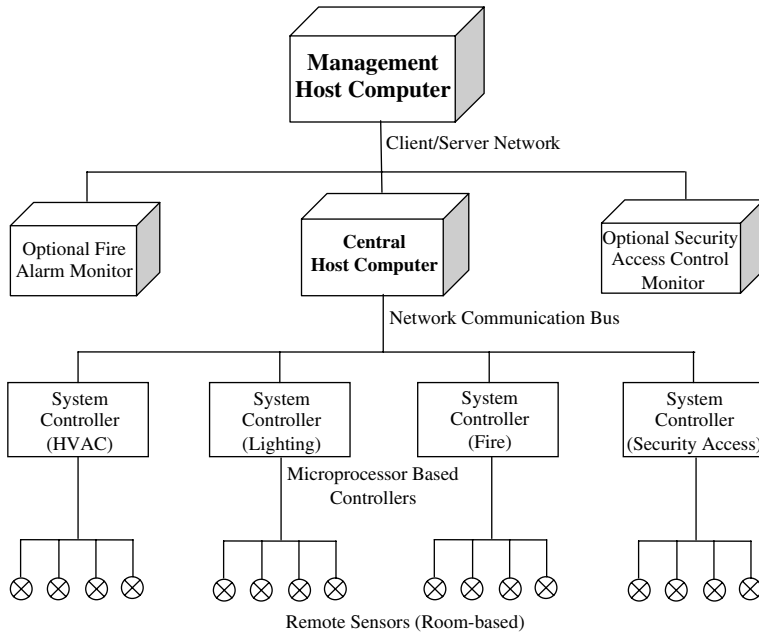 Management
Host Computer
Client/Server Network
Optional Fire
Alarm Monitor
Central
Host Computer
Optional Security
Access Control
Monitor
Network Communication Bus
System
Controller
(HVAC)
System
Controller
(Lighting)
System
Controller
(Fire)
System
Controller
(Security Access)
Microprocessor Based
Controllers
Remote Sensors (Room-based)